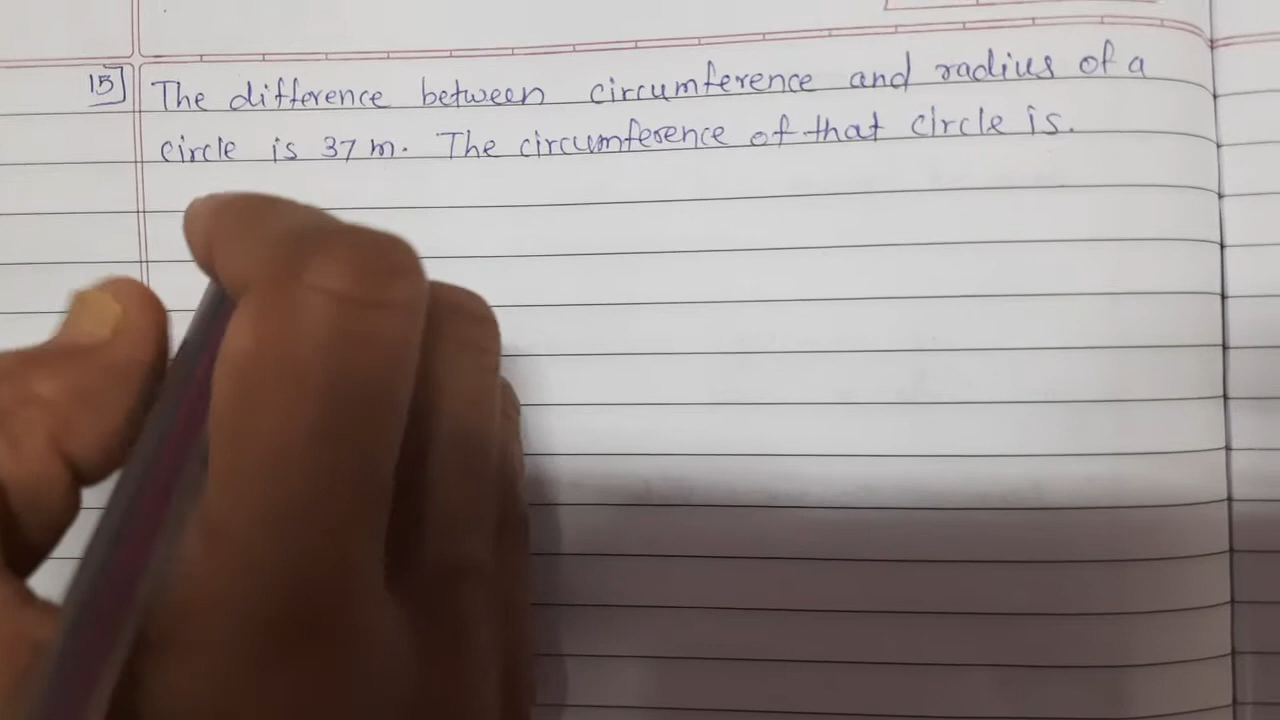 15] The difference between circumference and radius of a
circle is 37 m. The circumference of that circle is.